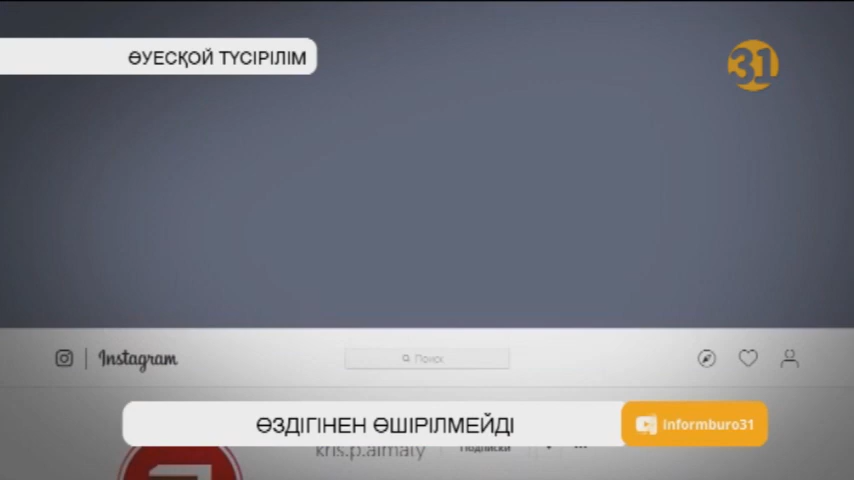 ӨУЕСҚОЙ ТҮСІРІЛІМ
31
Instagram
Поиск
ӨЗДІГІНЕН ӨШІРІЛМЕЙДІ
Informburo31
kris.p.almaty
Подписки